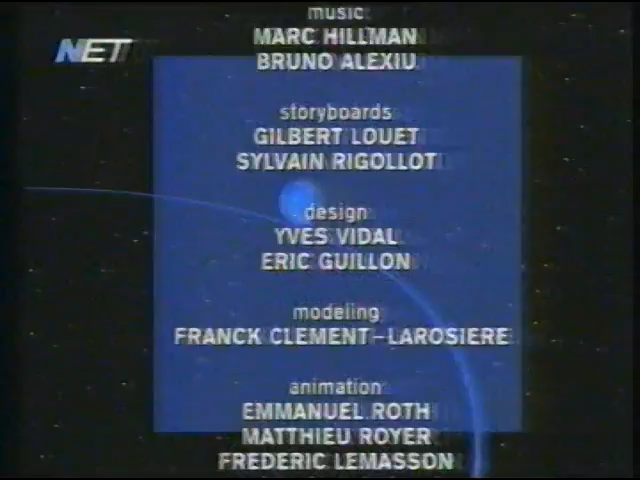 music
MARC HILLMAN
NET
BRUNO ALEXIU
storyboards
GILBERT LOUET
SYLVAIN RIGOLLOT
design
YVES VIDAL
ERIC GUILLON
modeling
FRANCK CLEMENT-LAROSIERE
animation
EMMANUEL ROTH
MATTHIEU ROYER
FREDERIC LEMASSON